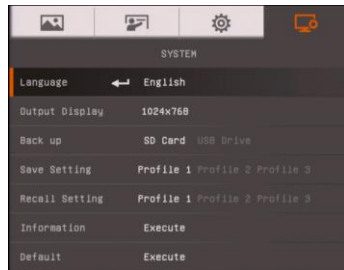 SYSTEM
Language English
Output Display 1024x768
Back up SD Card USB Drive
Save Setting Profile 1 Profile 2 Profile 3
Recall Setting Profile 1 Profile 2 Profile 3
Information Execute
Default Execute